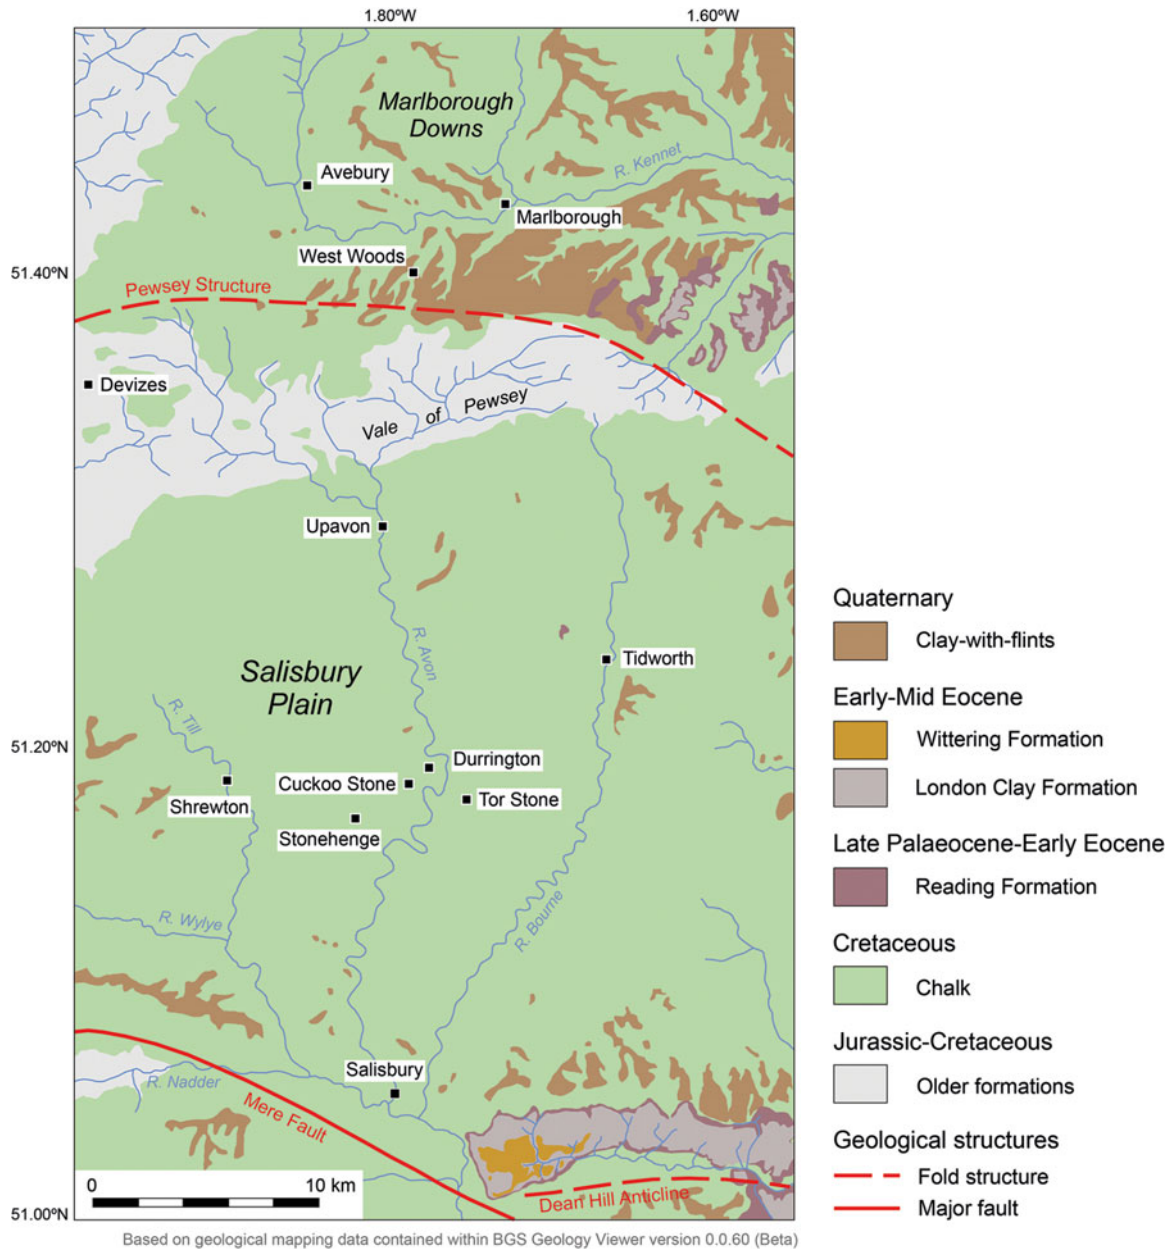 1.80ºW
1.60ºW
51.40ºN
51.20ºN
51.00ºN
Marlborough
Downs
Avebury
R. Kennet
Marlborough
West Woods
Pewsey Structure
Devizes
Vale of Pewsey
Upavon
R. Avon
Salisbury
Plain
Tidworth
R. Till
Durrington
Cuckoo Stone
Tor Stone
Shrewton
Stonehenge
R. Wylye
R. Bourne
Salisbury
R. Nadder
Mere Fault
Dean Hill Anticline
0
10 km
Quaternary
Clay-with-flints
Early-Mid Eocene
Wittering Formation
London Clay Formation
Late Palaeocene-Early Eocene
Reading Formation
Cretaceous
Chalk
Jurassic-Cretaceous
Older formations
Geological structures
Fold structure
Major fault
Based on geological mapping data contained within BGS Geology Viewer version 0.0.60 (Beta)